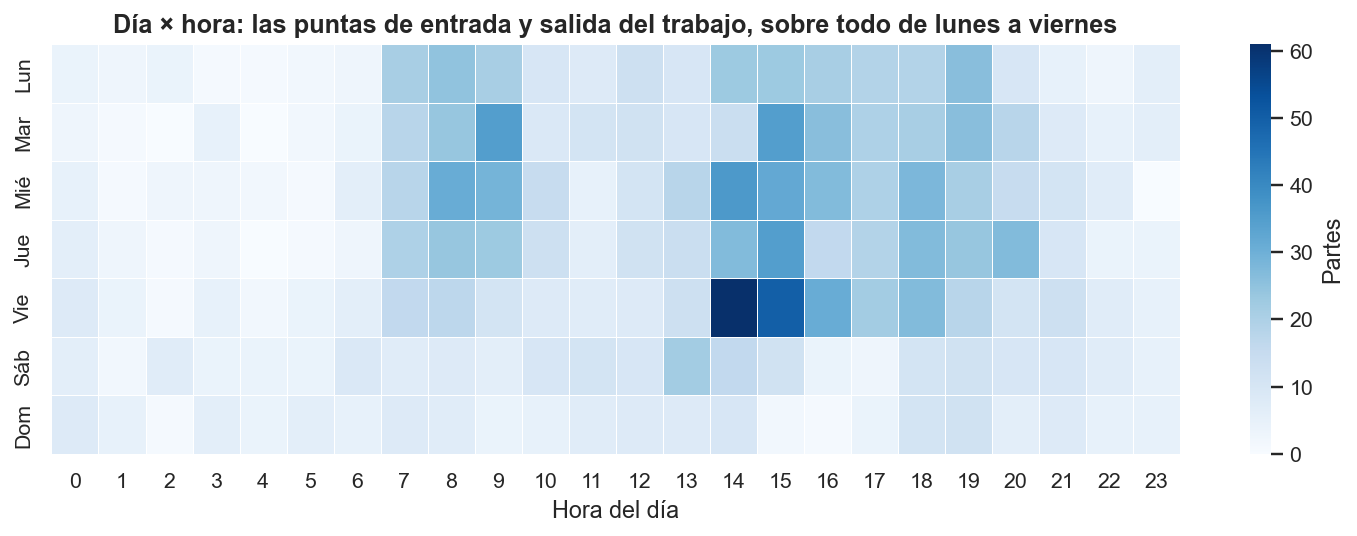 Día × hora: las puntas de entrada y salida del trabajo, sobre todo de lunes a viernes
Lun
Mar
Mié
Jue
Vie
Sáb
Dom
0 1 2 3 4 5 6 7 8 9 10 11 12 13 14 15 16 17 18 19 20 21 22 23
Hora del día
60
50
40
30
20
10
0
Partes